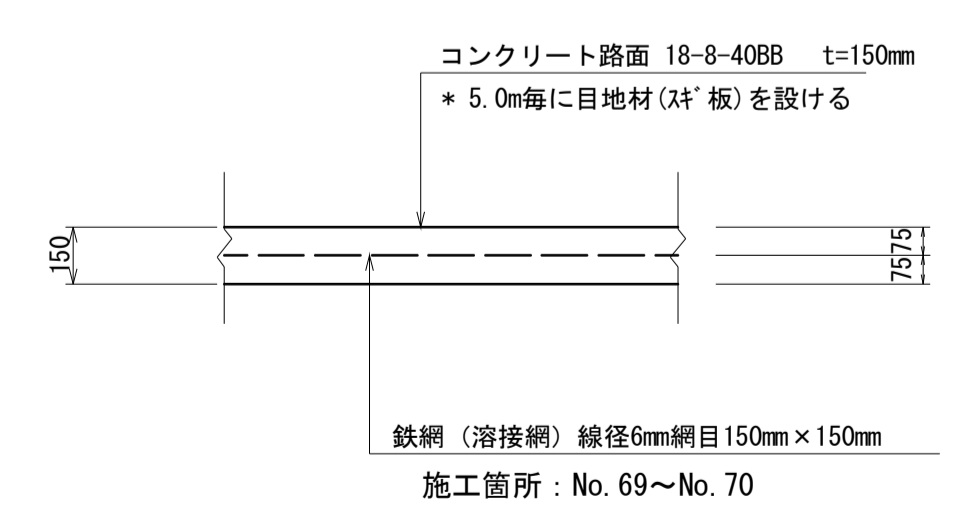 コンクリート路面 18-8-40BB t=150mm
* 5.0m毎に目地材(ｽｷﾞ板)を設ける
150
75
75
鉄網 (溶接網) 線径6mm網目150mm×150mm
施工箇所：No.69～No.70